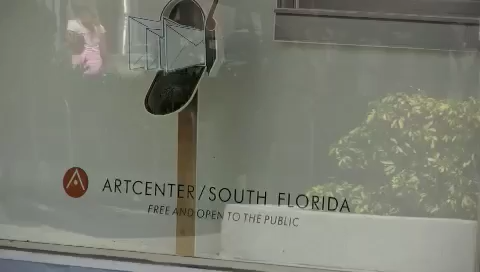 ARTCENTER/SOUTH FLORIDA
FREE AND OPEN TO THE PUBLIC